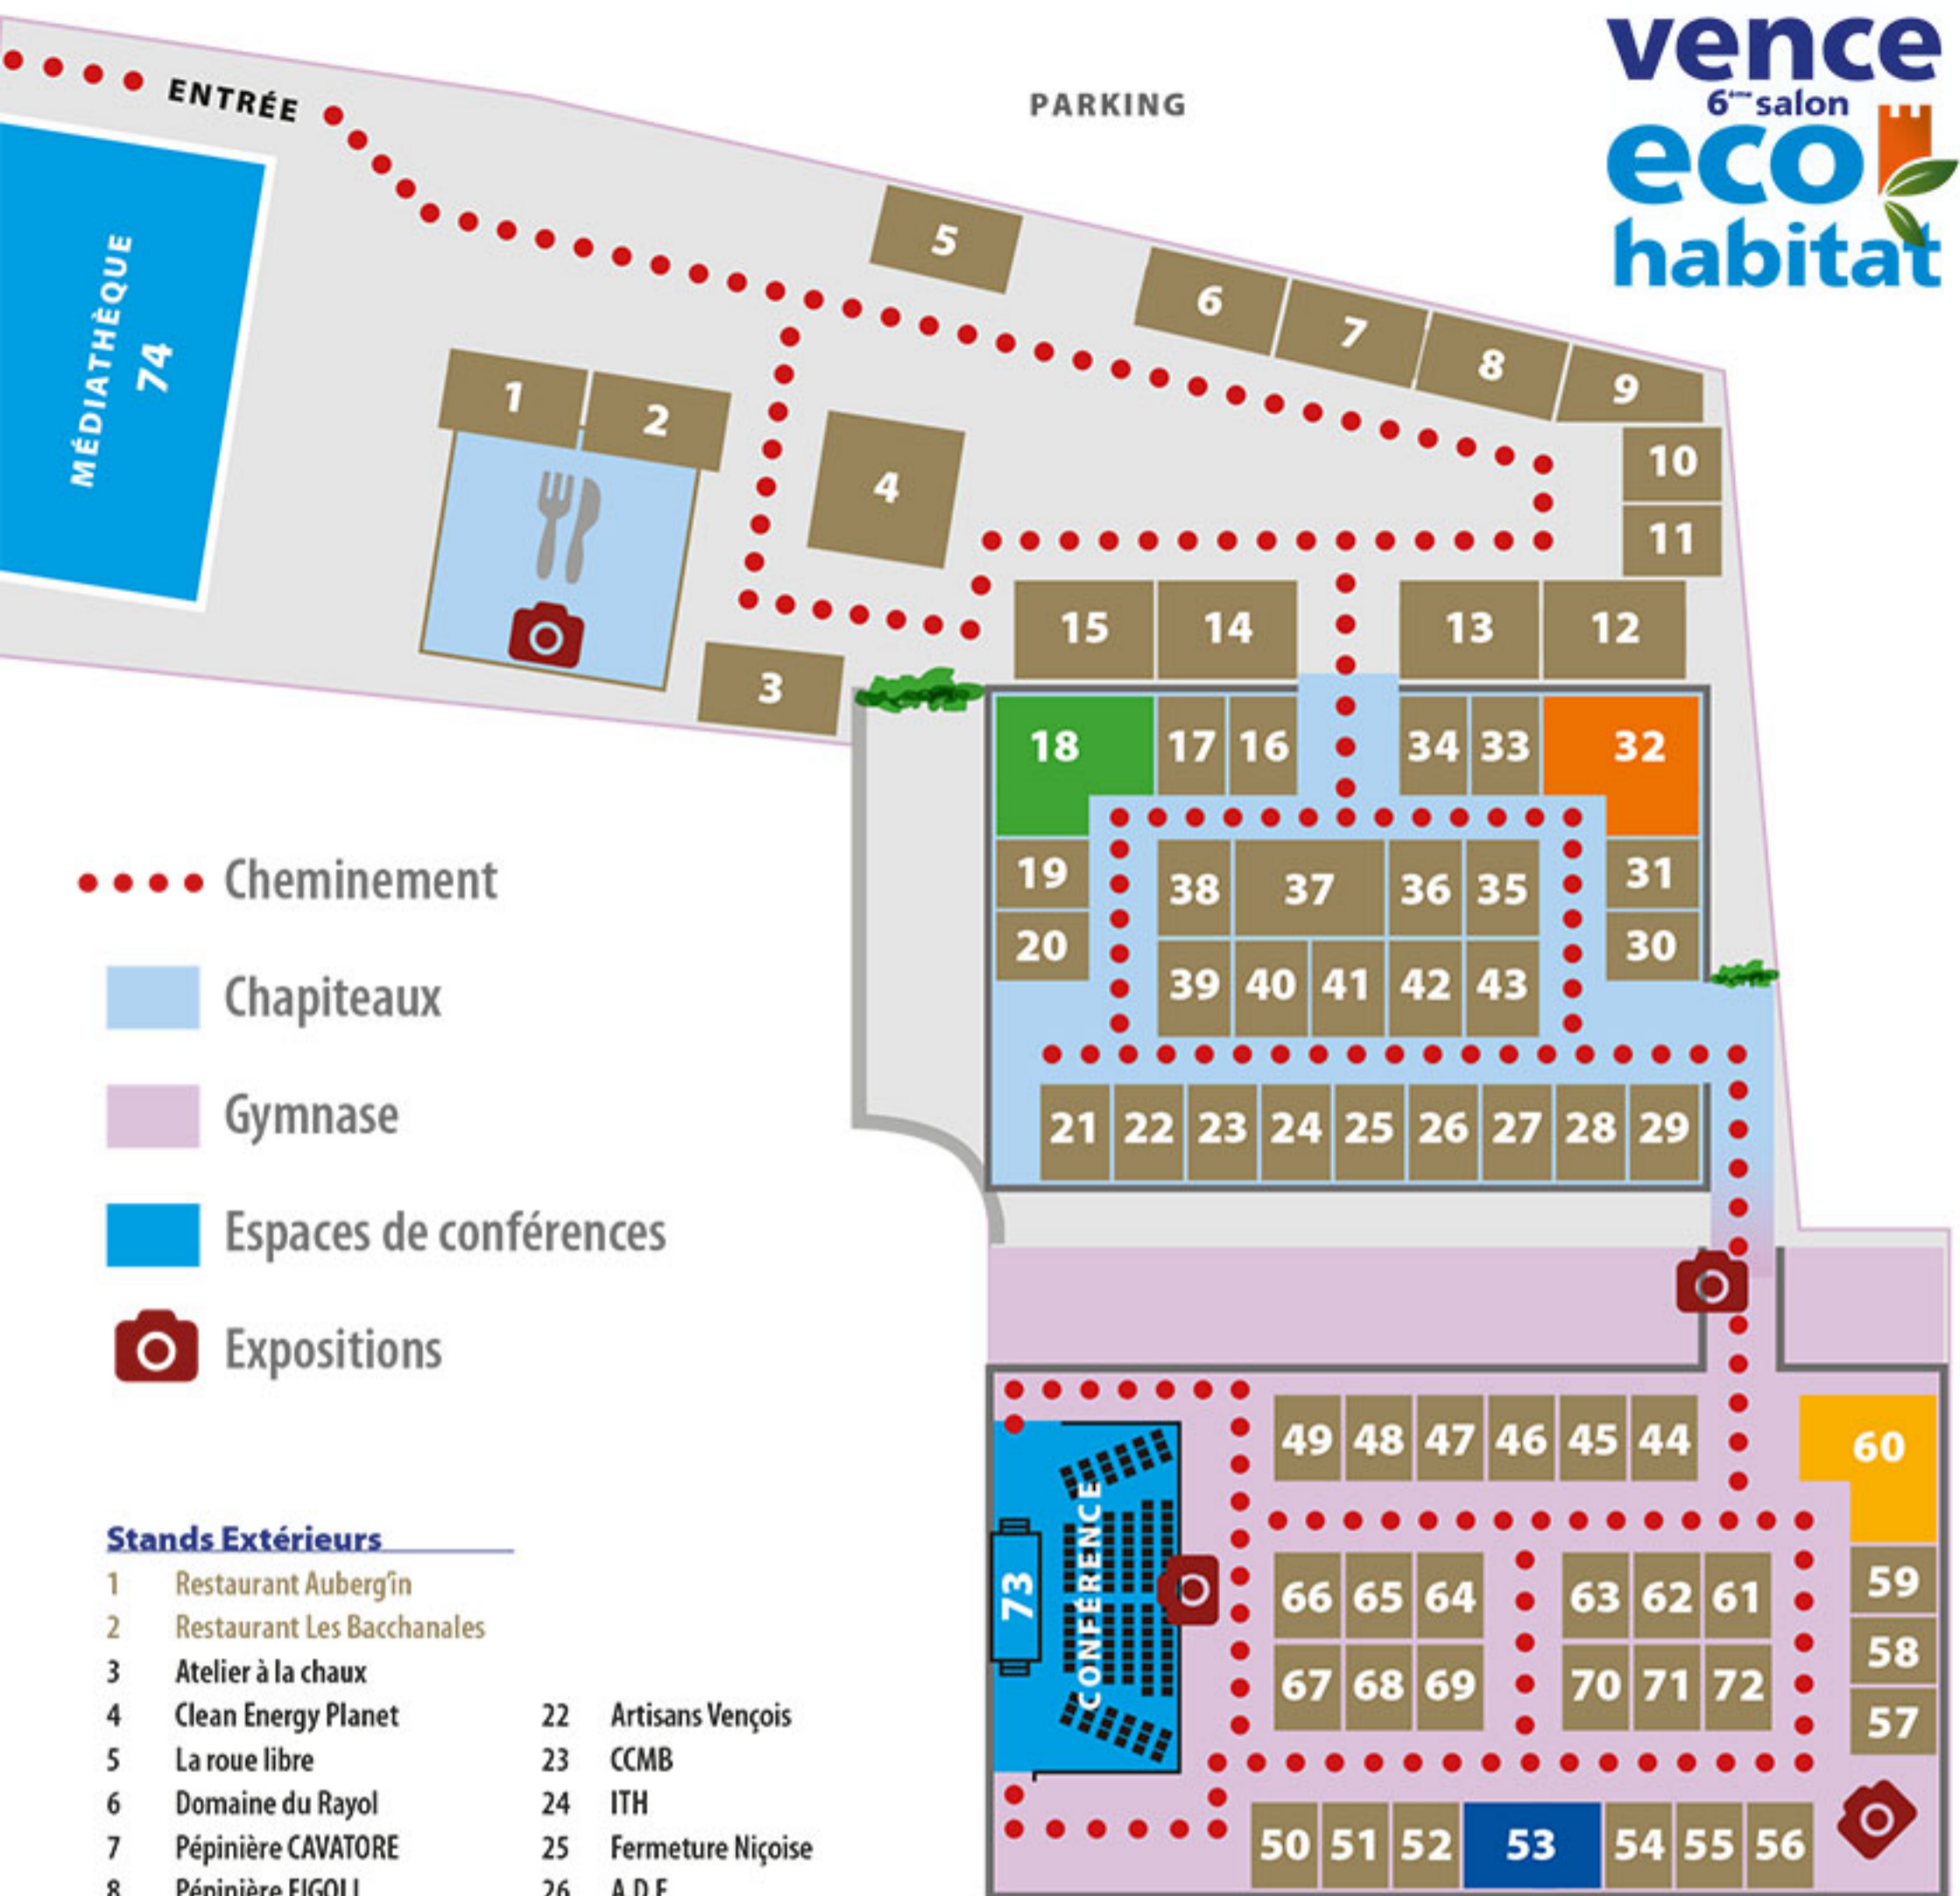 vence
6ème salon
eco
habitat
PARKING
ENTRÉE
MÉDIATHÈQUE
74
5
6
7
8
9
1
2
4
10
11
3
15
14
13
12
18
17
16
34
33
32
19
38
37
36
35
31
20
39
40
41
42
43
30
21
22
23
24
25
26
27
28
29
Cheminement
Chapiteaux
Gymnase
Espaces de conférences
Expositions
49
48
47
46
45
44
60
73
CONFÉRENCE
66
65
64
63
62
61
59
67
68
69
70
71
72
58
57
50
51
52
53
54
55
56
Stands Extérieurs
1 Restaurant Auberg'in
2 Restaurant Les Bacchanales
3 Atelier à la chaux
4 Clean Energy Planet
5 La roue libre
6 Domaine du Rayol
7 Pépinière CAVATORE
8 Pépinière FIGOLI
22 Artisans Vençois
23 CCMB
24 ITH
25 Fermeture Niçoise
26 A.D.E